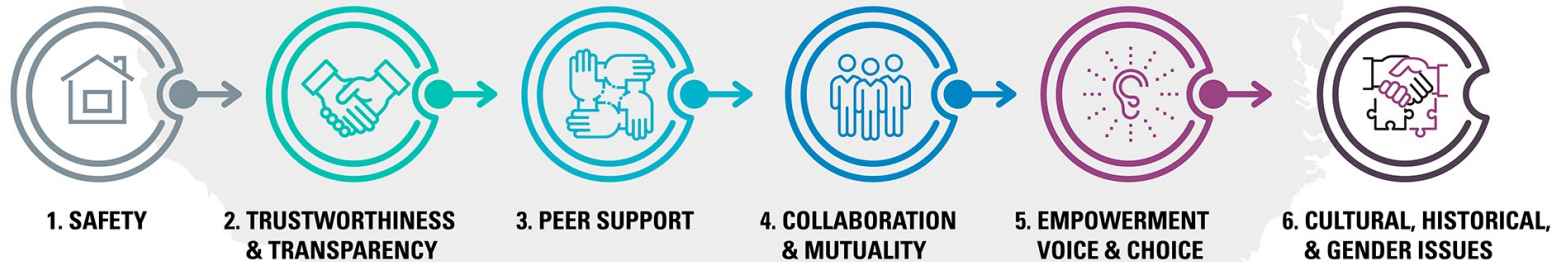 1. SAFETY
2. TRUSTWORTHINESS
& TRANSPARENCY
3. PEER SUPPORT
4. COLLABORATION
& MUTUALITY
5. EMPOWERMENT
VOICE & CHOICE
6. CULTURAL, HISTORICAL,
& GENDER ISSUES